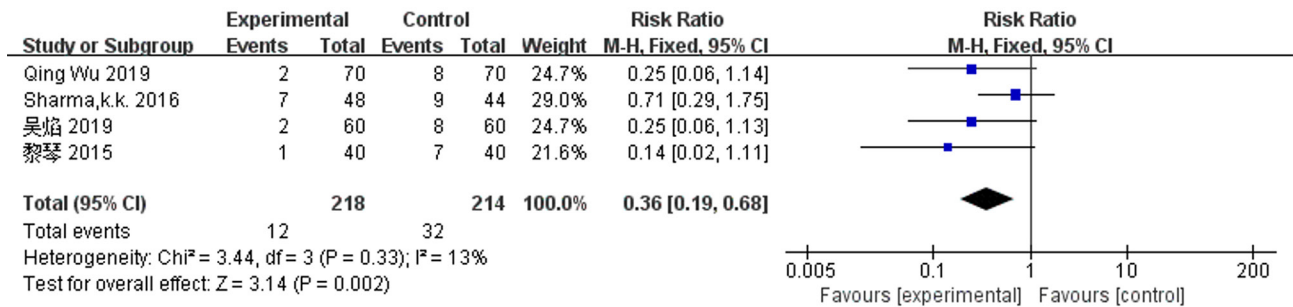 Experimental Control Risk Ratio Risk Ratio
Study or Subgroup Events Total Events Total Weight M-H, Fixed, 95% CI M-H, Fixed, 95% CI
Qing Wu 2019 2 70 8 70 24.7% 0.25 [0.06, 1.14]
Sharma,k.k. 2016 7 48 9 44 29.0% 0.71 [0.29, 1.75]
吴焰 2019 2 60 8 60 24.7% 0.25 [0.06, 1.13]
黎琴 2015 1 40 7 40 21.6% 0.14 [0.02, 1.11]
Total (95% CI) 218 214 100.0% 0.36 [0.19, 0.68]
Total events 12 32
Heterogeneity: Chi² = 3.44, df = 3 (P = 0.33); I² = 13%
Test for overall effect: Z = 3.14 (P = 0.002)
0.005 0.1 1 10 200
Favours [experimental] Favours [control]